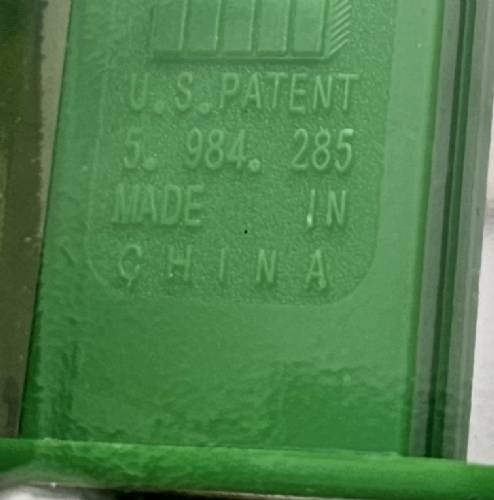 U.S.PATENT
5. 984. 285
MADE IN
CHINA